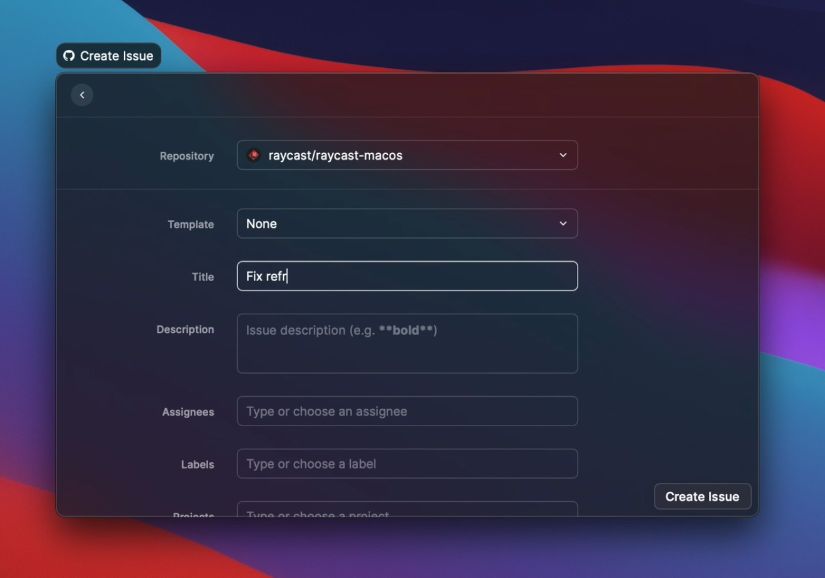 Create Issue
Repository
raycast/raycast-macos
Template
None
Title
Fix refr
Description
Issue description (e.g. **bold**)
Assignees
Type or choose an assignee
Labels
Type or choose a label
Projects
Type or choose a project
Create Issue